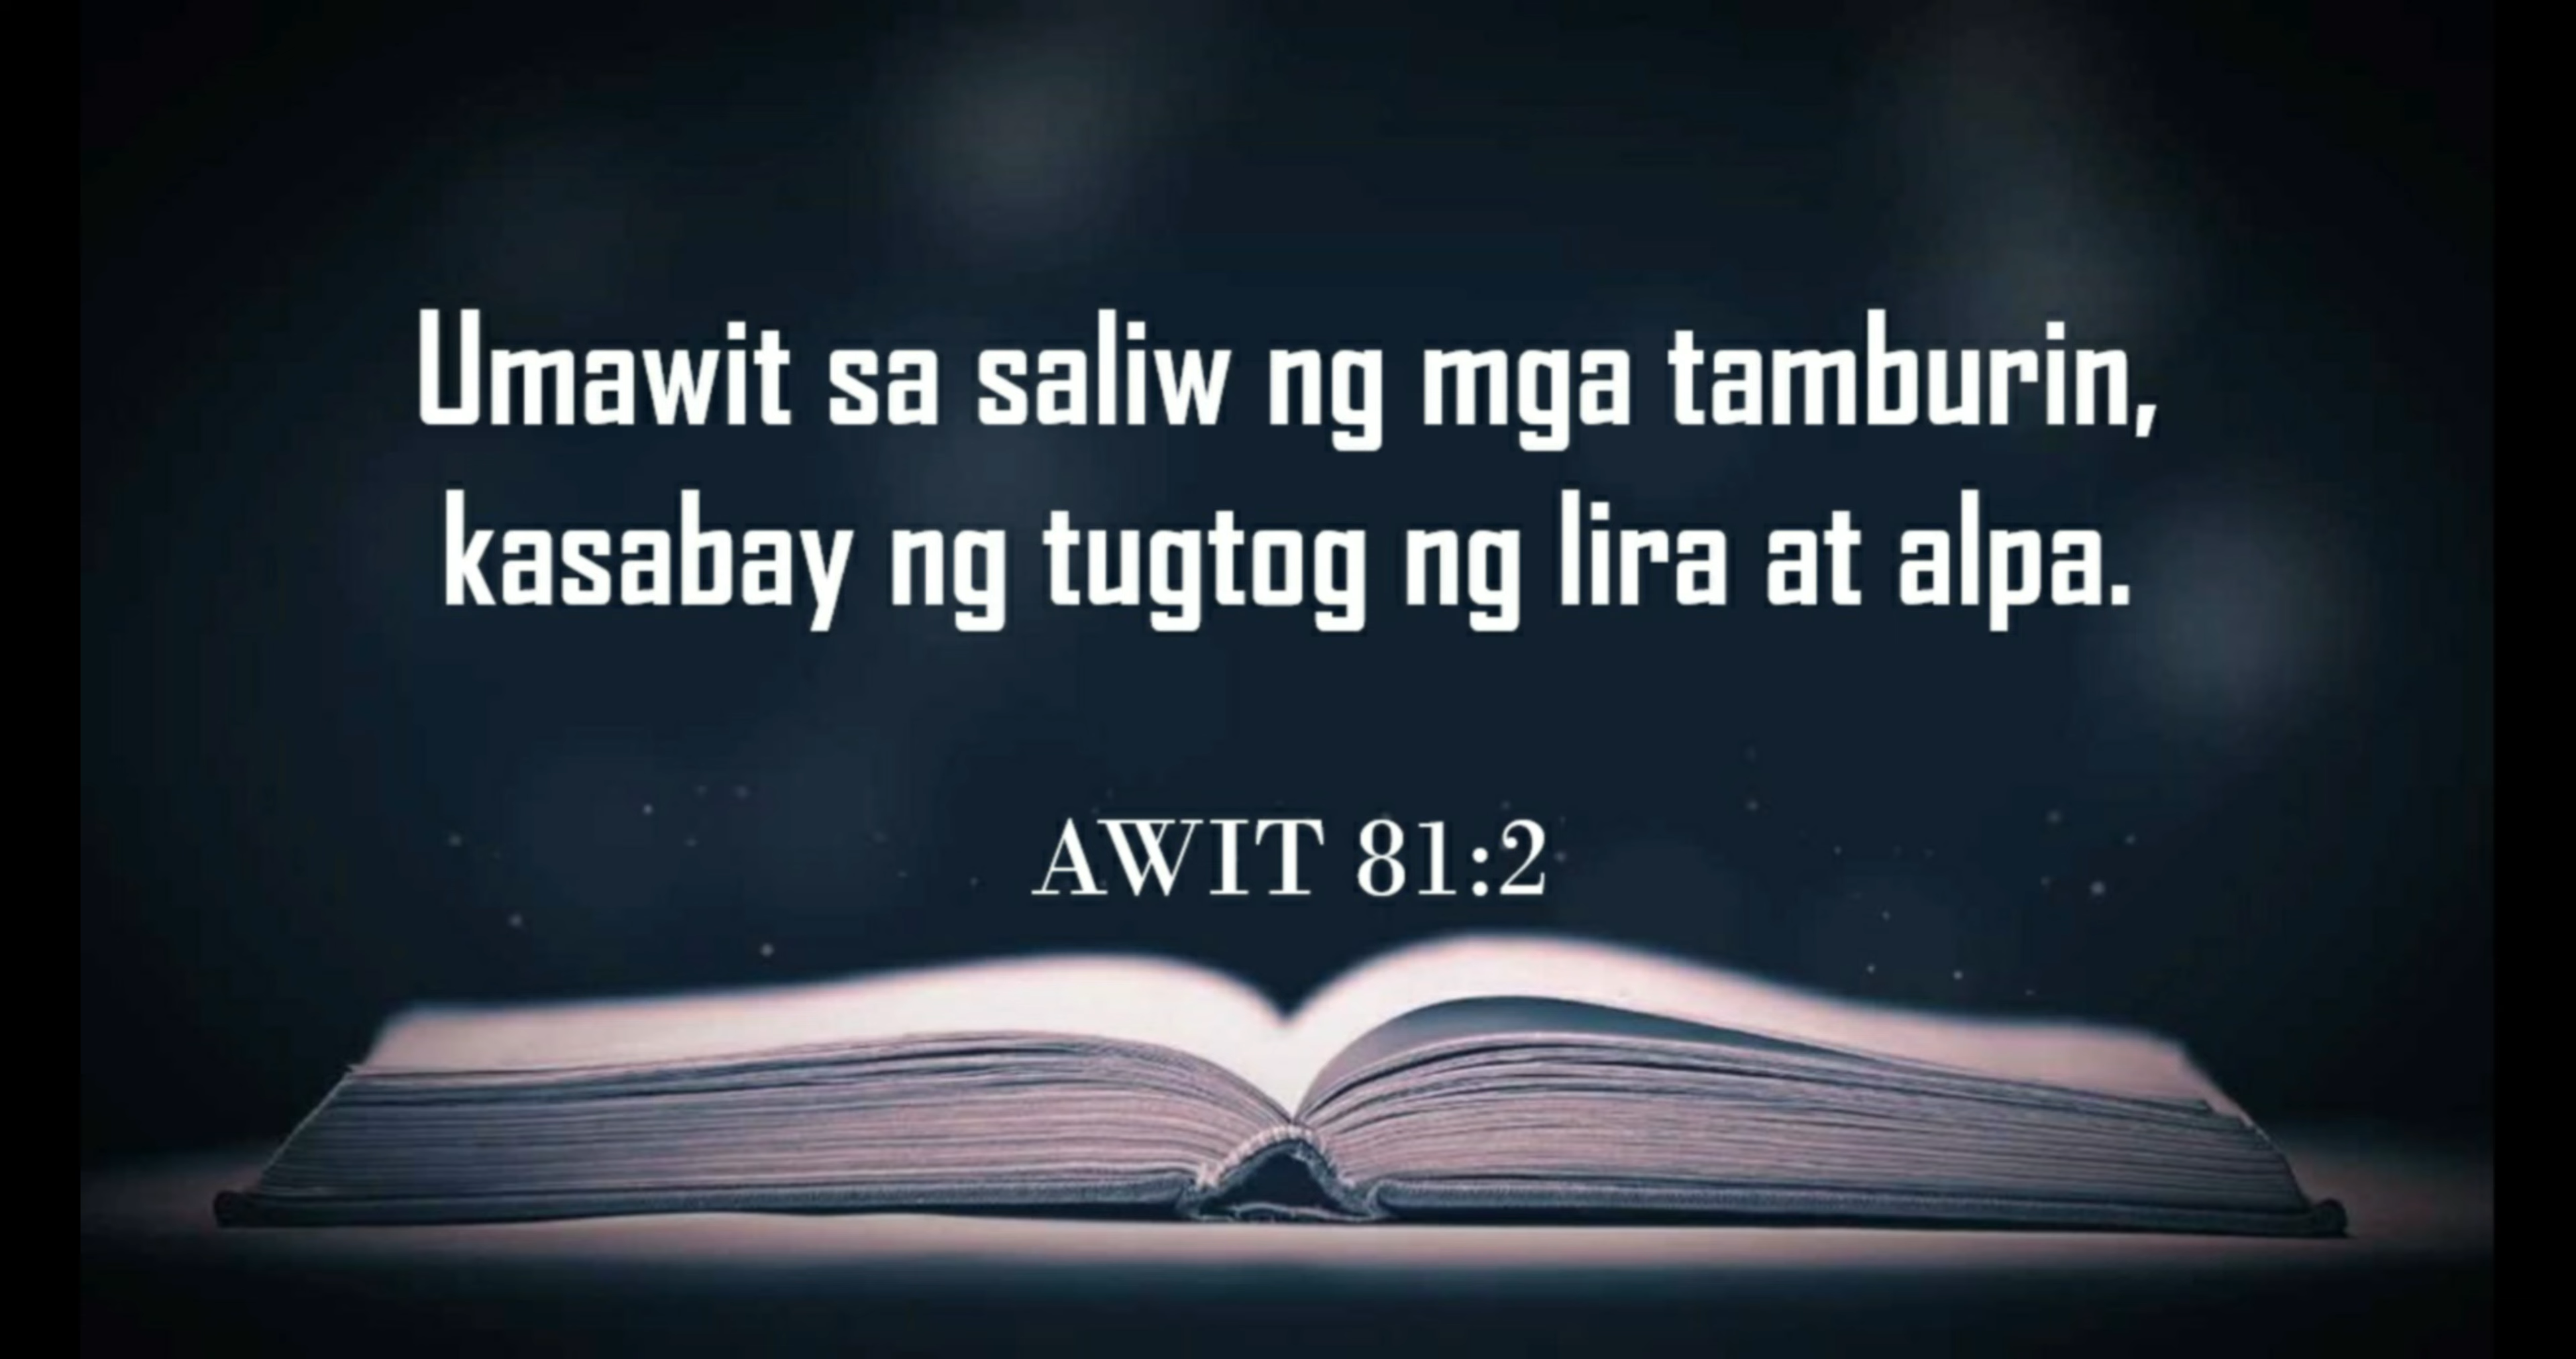 Umawit sa saliw ng mga tamburin,
kasabay ng tugtog ng lira at alpa.
AWIT 81:2